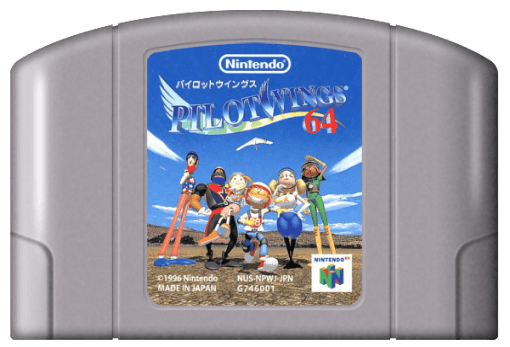 Nintendo
パイロットウイングス
PILOTWINGS®
64
©1996 Nintendo
MADE IN JAPAN
NUS-NPWJ-JPN
G746001
NINTENDO64